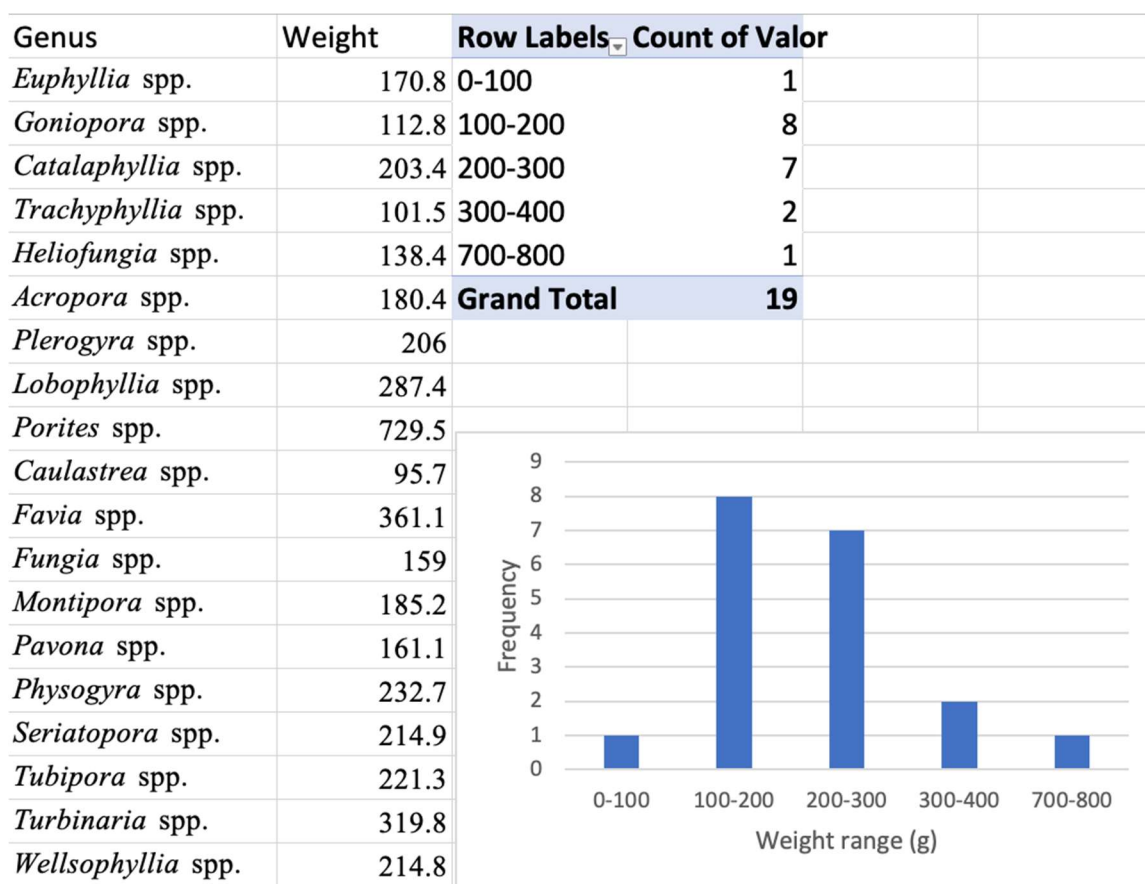 Genus Weight Row Labels Count of Valor
Euphyllia spp. 170.8 0-100 1
Goniopora spp. 112.8 100-200 8
Catalaphyllia spp. 203.4 200-300 7
Trachyphyllia spp. 101.5 300-400 2
Heliofungia spp. 138.4 700-800 1
Acropora spp. 180.4 Grand Total 19
Plerogyra spp. 206
Lobophyllia spp. 287.4
Porites spp. 729.5
Caulastrea spp. 95.7
Favia spp. 361.1
Fungia spp. 159
Montipora spp. 185.2
Pavona spp. 161.1
Physogyra spp. 232.7
Seriatopora spp. 214.9
Tubipora spp. 221.3
Turbinaria spp. 319.8
Wellsophyllia spp. 214.8
9
8
7
6
5
4
3
2
1
0
Frequency
0-100 100-200 200-300 300-400 700-800
Weight range (g)